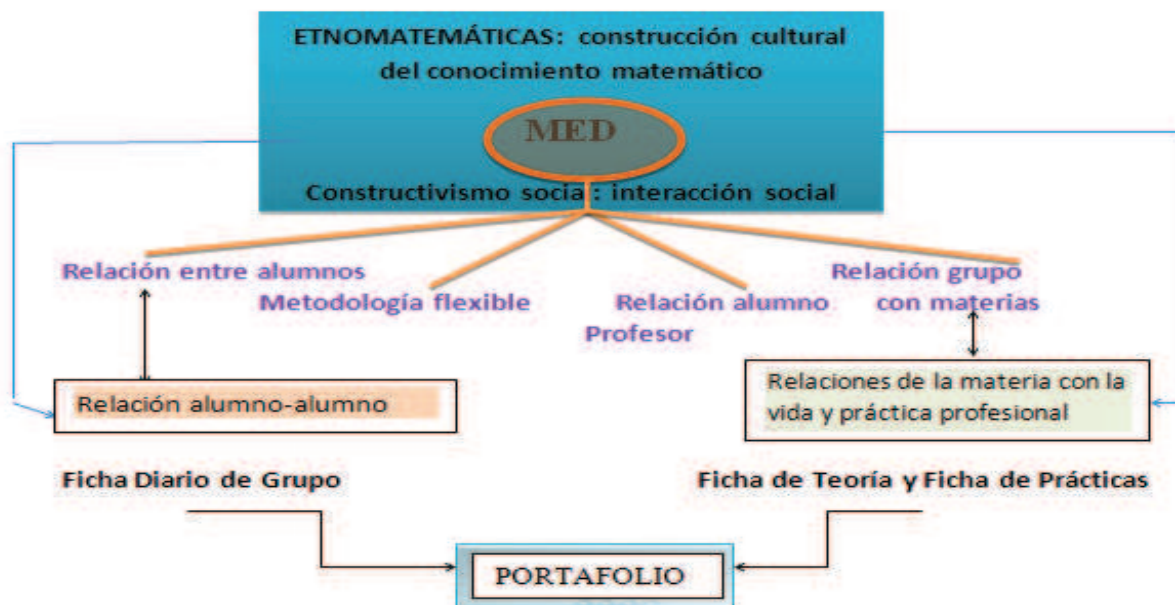 ETNOMATEMÁTICAS: construcción cultural
del conocimiento matemático
MED
Constructivismo social: interacción social
Relación entre alumnos
Metodología flexible
Relación alumno
Profesor
Relación grupo
con materias
Relación alumno-alumno
Relaciones de la materia con la
vida y práctica profesional
Ficha Diario de Grupo
Ficha de Teoría y Ficha de Prácticas
PORTAFOLIO